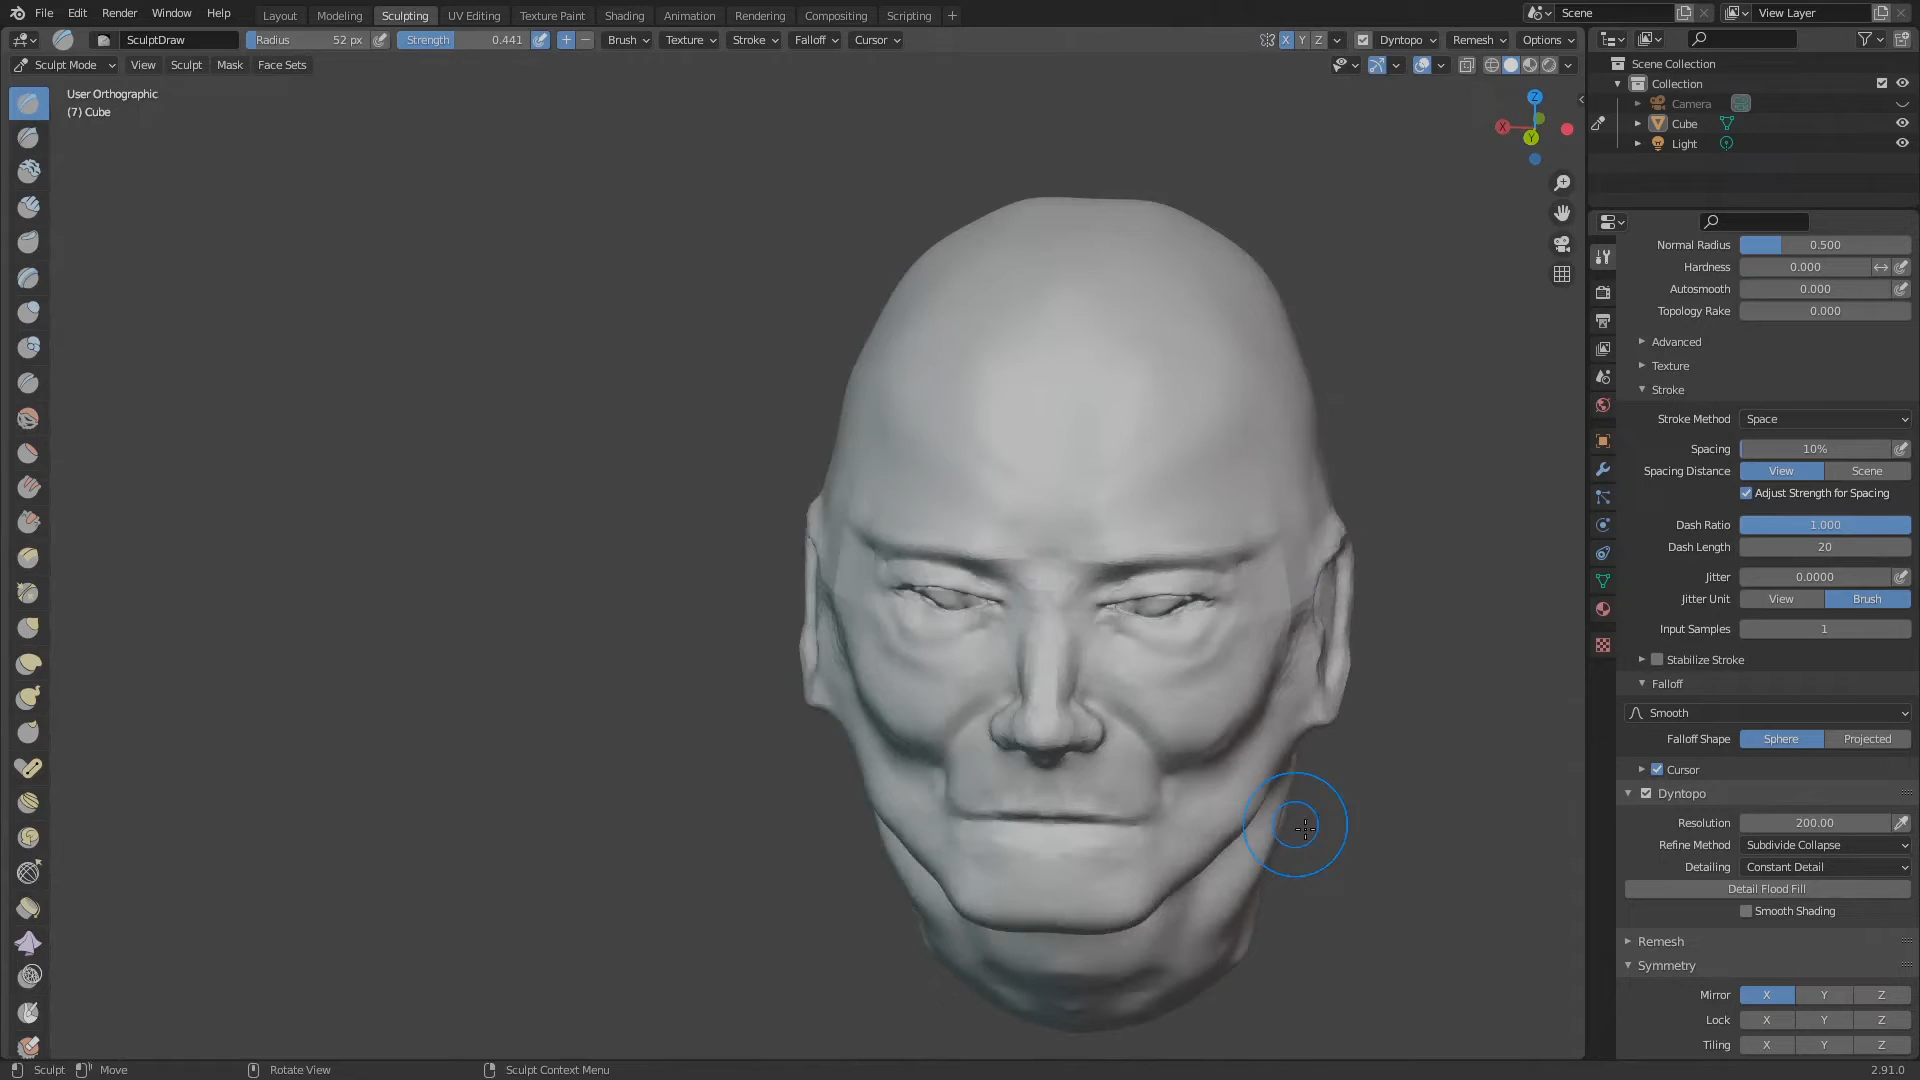 File Edit Render Window Help Layout Modeling Sculpting UV Editing Texture Paint Shading Animation Rendering Compositing Scripting + Scene View Layer
SculptDraw Radius 52 px Strength 0.441 + − Brush Texture Stroke Falloff Cursor X Y Z Dyntopo Remesh Options
Sculpt Mode View Sculpt Mask Face Sets
User Orthographic
(7) Cube
Z
X
Y
Scene Collection
Collection
Camera
Cube
Light
Normal Radius 0.500
Hardness 0.000
Autosmooth 0.000
Topology Rake 0.000
Advanced
Texture
Stroke
Stroke Method Space
Spacing 10%
Spacing Distance View Scene
Adjust Strength for Spacing
Dash Ratio 1.000
Dash Length 20
Jitter 0.0000
Jitter Unit View Brush
Input Samples 1
Stabilize Stroke
Falloff
Smooth
Falloff Shape Sphere Projected
Cursor
Dyntopo
Resolution 200.00
Refine Method Subdivide Collapse
Detailing Constant Detail
Detail Flood Fill
Smooth Shading
Remesh
Symmetry
Mirror X Y Z
Lock X Y Z
Tiling X Y Z
Sculpt Move Rotate View Sculpt Context Menu 2.91.0